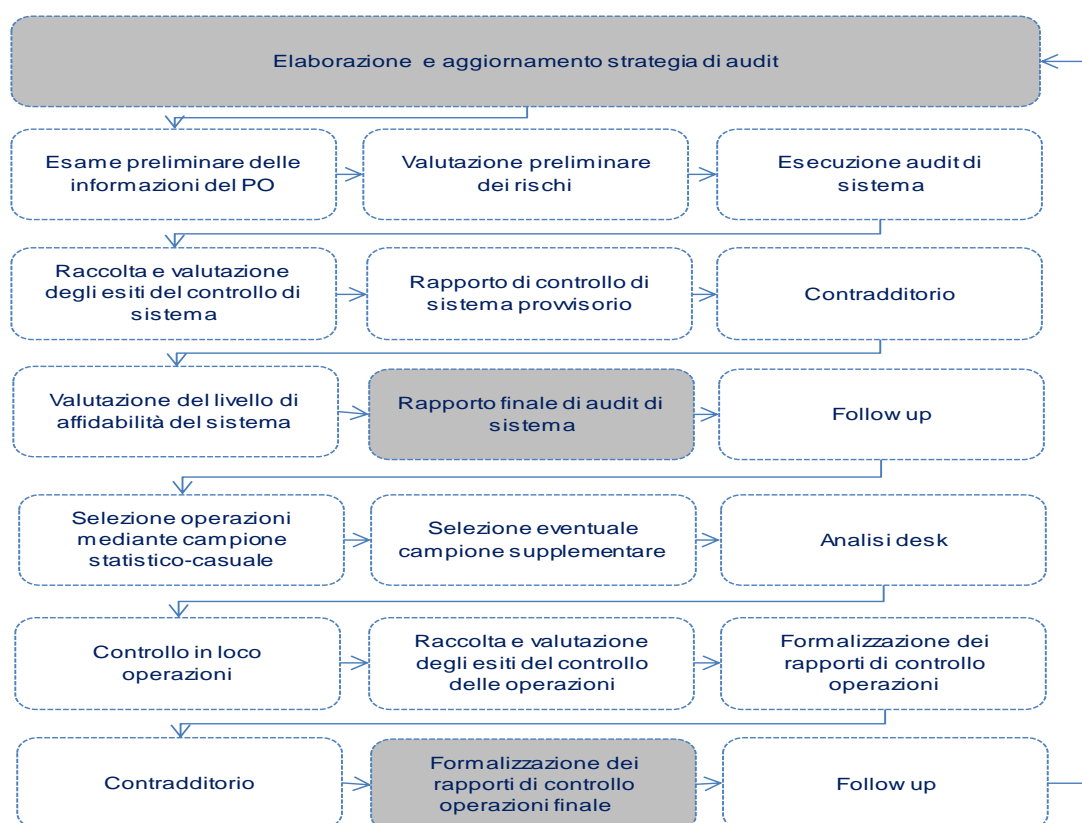 Elaborazione e aggiornamento strategia di audit
Esame preliminare delle
informazioni del PO
Valutazione preliminare
dei rischi
Esecuzione audit di
sistema
Raccolta e valutazione
degli esiti del controllo di
sistema
Rapporto di controllo di
sistema provvisorio
Contradditorio
Valutazione del livello di
affidabilità del sistema
Rapporto finale di audit di
sistema
Follow up
Selezione operazioni
mediante campione
statistico-casuale
Selezione eventuale
campione supplementare
Analisi desk
Controllo in loco
operazioni
Raccolta e valutazione
degli esiti del controllo
delle operazioni
Formalizzazione dei
rapporti di controllo
operazioni
Contradditorio
Formalizzazione dei
rapporti di controllo
operazioni finale
Follow up